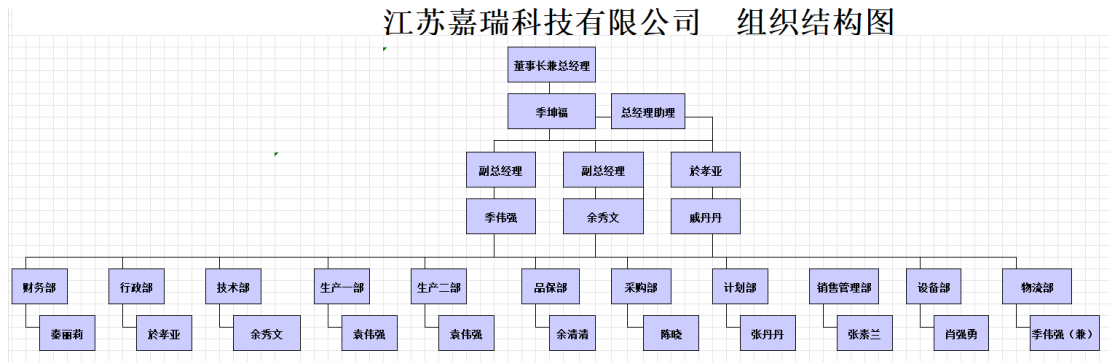 江苏嘉瑞科技有限公司 组织结构图
董事长兼总经理
季坤福 总经理助理
副总经理 副总经理 於孝亚
季伟强 余秀文 戚丹丹
财务部 行政部 技术部 生产一部 生产二部 品保部 采购部 计划部 销售管理部 设备部 物流部
秦丽莉 於孝亚 余秀文 袁伟强 袁伟强 余清清 陈晓 张丹丹 张素兰 肖强勇 季伟强（兼）